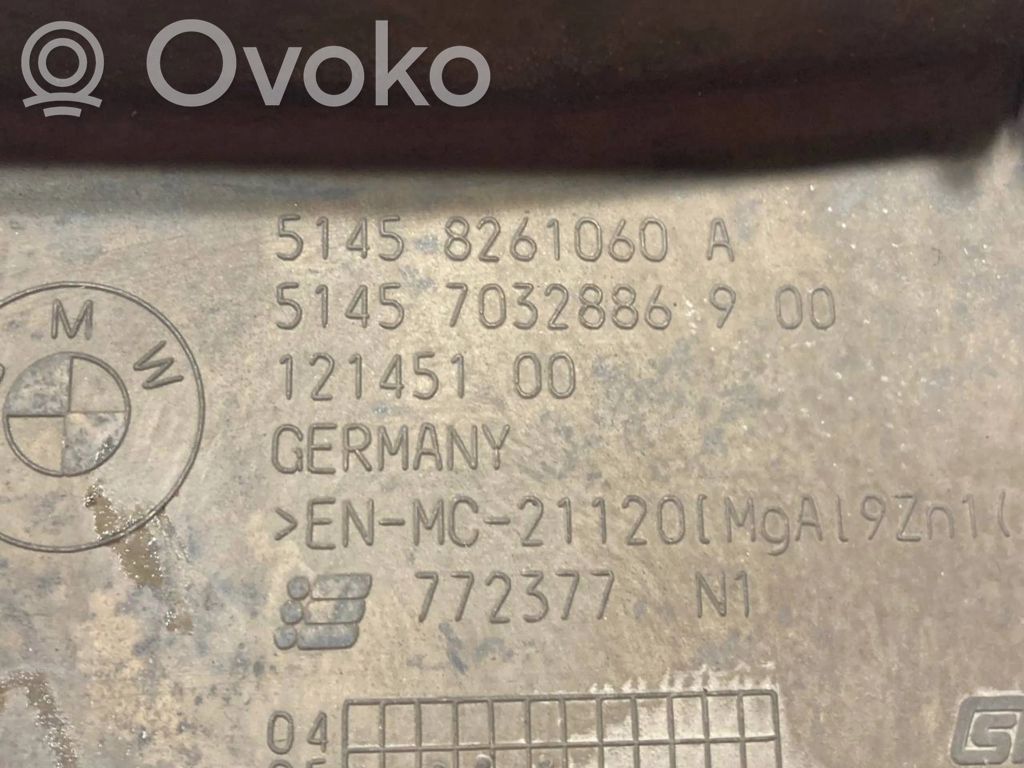 Ovoko
5145 8261060 A
5145 7032886 9 00
M W
121451 00
GERMANY
>EN-MC-21120[MgAl9Zn1(
772377 N1
04